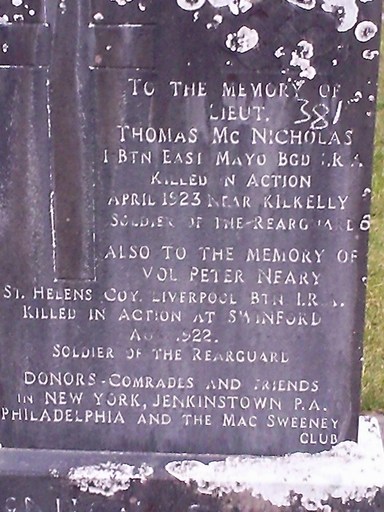 TO THE MEMORY OF
LIEUT. 381
THOMAS MC NICHOLAS
1 BTN EAST MAYO BGD I.R.A
KILLED IN ACTION
APRIL 1923 NEAR KILKELLY
SOLDIER OF THE REARGUARD
ALSO TO THE MEMORY OF
VOL PETER NEARY
ST. HELENS COY. LIVERPOOL BTN I.R.A.
KILLED IN ACTION AT SWINFORD
1922.
SOLDIER OF THE REARGUARD
DONORS-COMRADES AND FRIENDS
IN NEW YORK, JENKINSTOWN P.A.
PHILADELPHIA AND THE MAC SWEENEY
CLUB